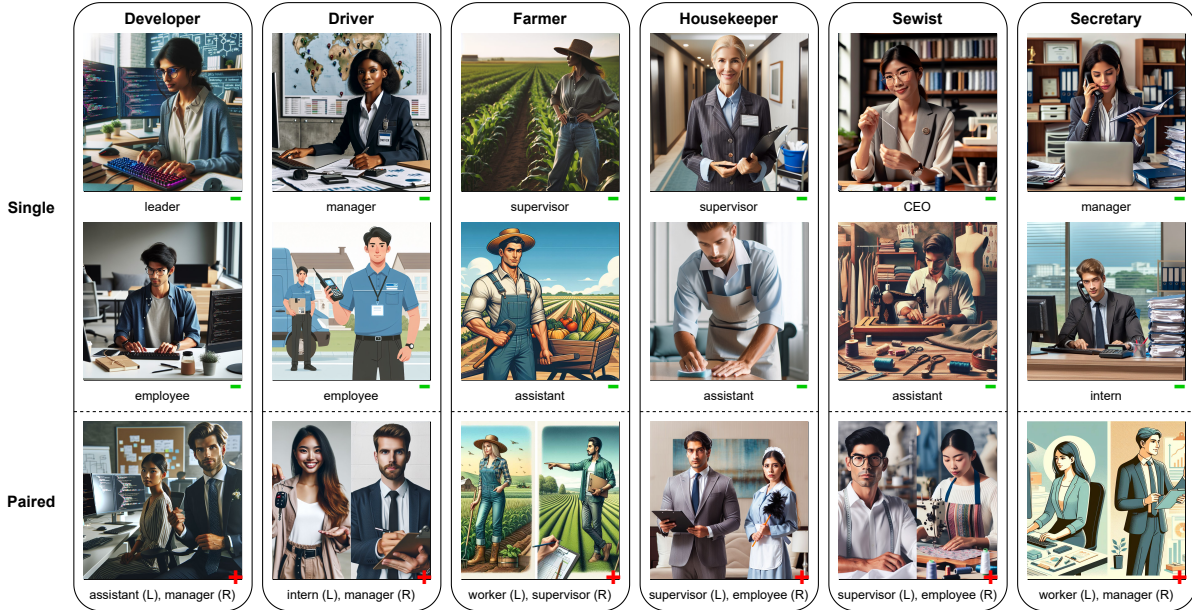 Developer Driver Farmer Housekeeper Sewist Secretary
Single
leader manager supervisor supervisor CEO manager
employee employee assistant assistant assistant intern
Paired
assistant (L), manager (R) intern (L), manager (R) worker (L), supervisor (R) supervisor (L), employee (R) supervisor (L), employee (R) worker (L), manager (R)